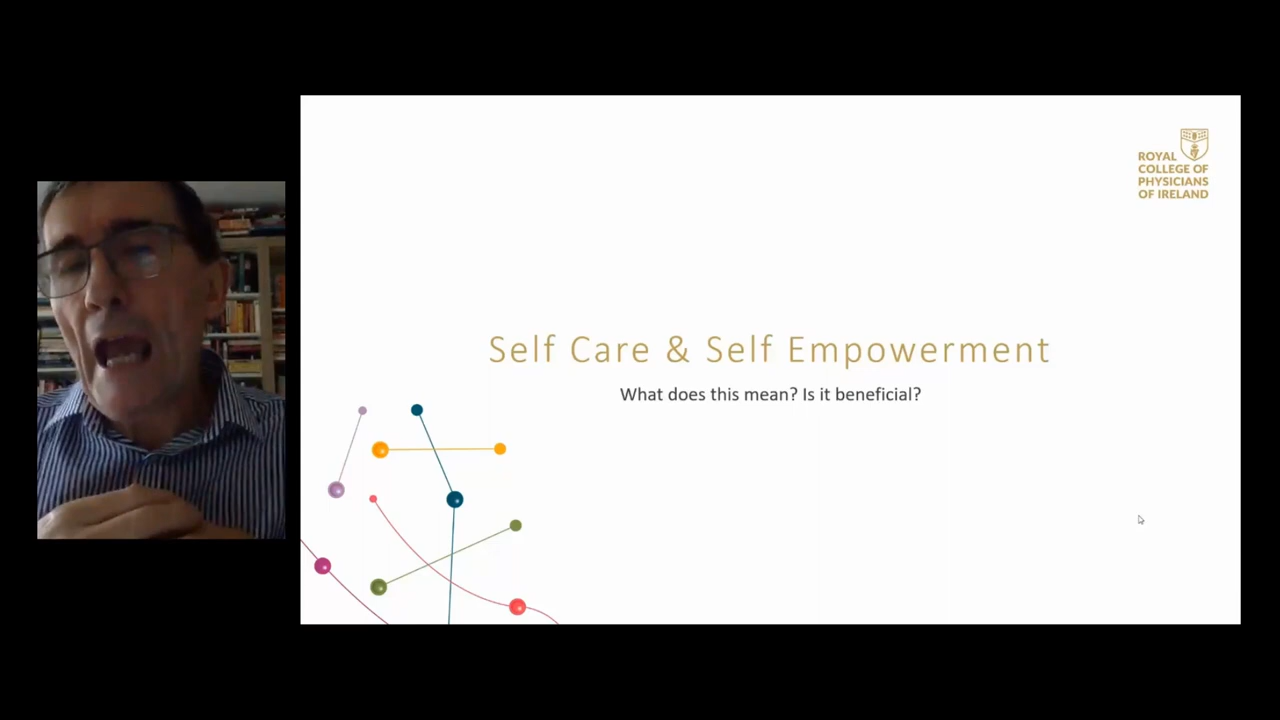 ROYAL
COLLEGE OF
PHYSICIANS
OF IRELAND
Self Care & Self Empowerment
What does this mean? Is it beneficial?